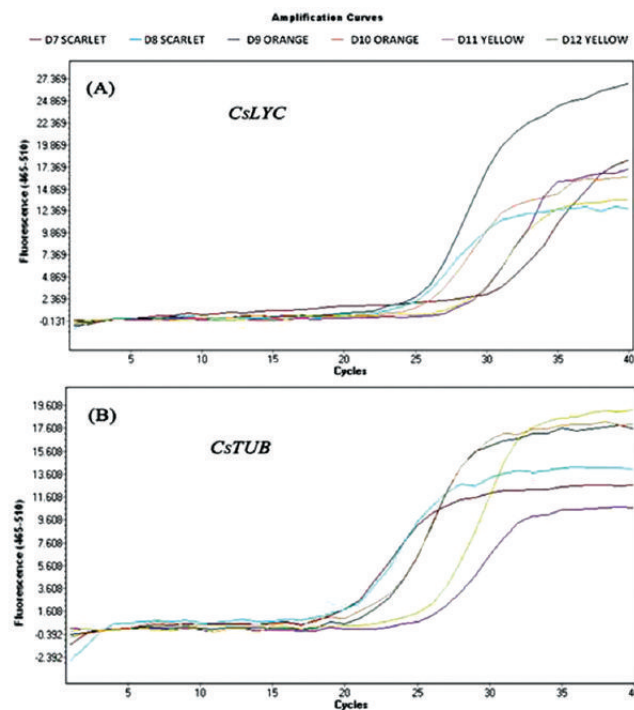 Amplification Curves
D7 SCARLET D8 SCARLET D9 ORANGE D10 ORANGE D11 YELLOW D12 YELLOW
(A)
CsLYC
Fluorescence (465-510)
27.369
24.869
22.369
19.869
17.369
14.869
12.369
9.869
7.369
4.869
2.369
-0.131
5 10 15 20 25 30 35 40
Cycles
(B)
CsTUB
Fluorescence (465-510)
19.608
17.608
15.608
13.608
11.608
9.608
7.608
5.608
3.608
1.608
-0.392
-2.392
5 10 15 20 25 30 35 40
Cycles